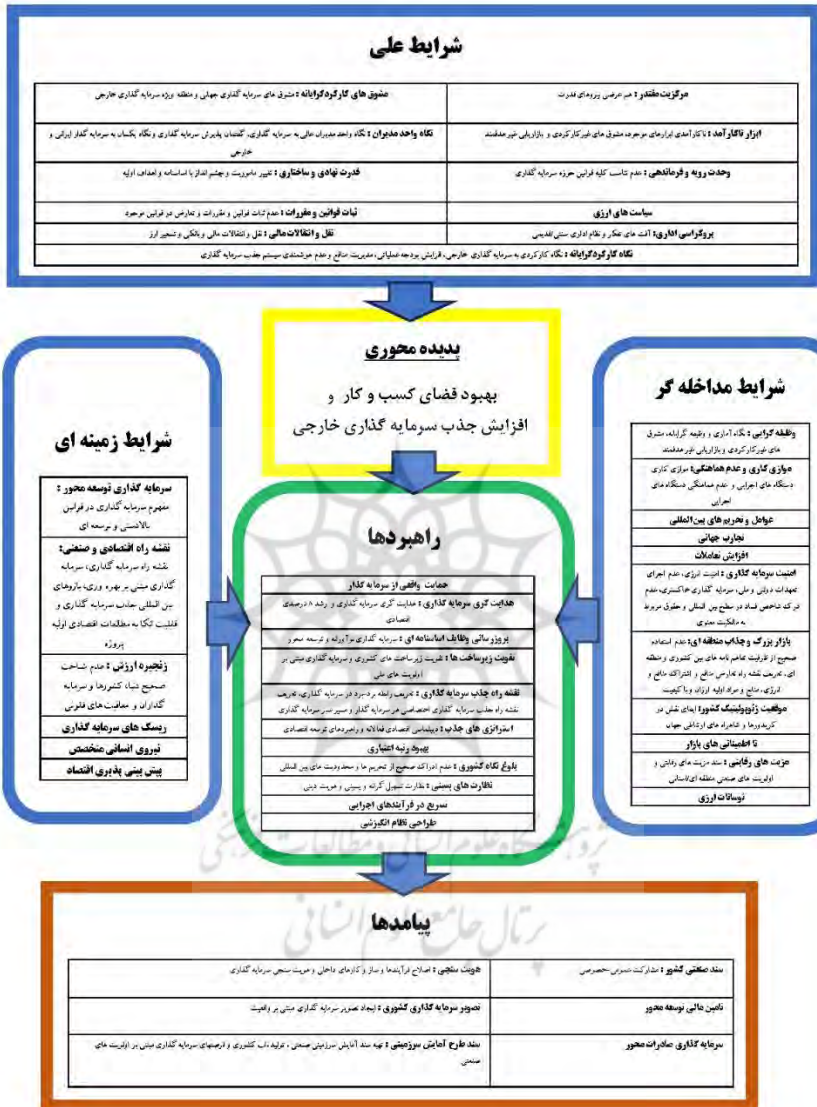 شرایط علی
مرکزیت مقتدر : هم عرضی نیروهای قدرت
مشوق های کارکردگرایانه : مشوق های سرمایه گذاری جهانی و منطقه ویژه سرمایه گذاری خارجی
ابزار ناکارآمد : ناکارآمدی ابزارهای موجود، مشوق های غیرکارکردی و بازاریابی غیرهدفمند
نگاه واحد مدیران : نگاه واحد مدیران عالی به سرمایه گذاری، گفتمان پذیرش سرمایه گذاری ونگاه یکسان به سرمایه گذار ایرانی و
خارجی
وحدت رویه و فرماندهی : عدم تناسب کلیه قوانین حوزه سرمایه گذاری
قدرت نهادی و ساختاری : تغییر ماموریت و چشم انداز با اساسنامه و اهداف اولیه
سیاست های ارزی
ثبات قوانین و مقررات : عدم ثبات قوانین و مقررات و تعارض در قوانین موجود
بروکراسی اداری: آفت های تفکر و نظام اداری سنتی/قدیمی
نقل و انتقالات مالی : نقل و انتقالات مالی و بانکی و تسعیر ارز
نگاه کارکردگرایانه : نگاه کارکردی به سرمایه گذاری خارجی، افزایش بودجه عملیاتی، مدیریت منافع و عدم هوشمندی سیستم جذب سرمایه گذاری
پدیده محوری
بهبود فضای کسب و کار و
افزایش جذب سرمایه گذاری خارجی
شرایط مداخله گر
وظیفه گرایی : نگاه آماری و وظیفه گرایانه، مشوق
های غیرکارکردی و بازاریابی غیرهدفمند
موازی کاری و عدم هماهنگی: موازی کاری
دستگاه های اجرایی و عدم هماهنگی دستگاه های
اجرایی
عوامل و تحریم های بین المللی
تجارب جهانی
افزایش تعاملات
امنیت سرمایه گذاری : امنیت انرژی، عدم اجرای
تعهدات دولتی و ملی، سرمایه گذاری خاکستری، عدم
درک شاخص فساد در سطح بین المللی و حقوق مربوط
به مالکیت معنوی
بازار بزرگ و جذاب منطقه ای: عدم استفاده
صحیح از ظرفیت تفاهم نامه های بین کشوری و منطقه
ای، تعریف نقشه راه تعارض منافع و اشتراک منافع و
انرژی، منابع و مواد اولیه ارزان و با کیفیت
موقعیت ژئوپولیتیک کشور: ایفای نقش در
کریدورها و شاهراه های ارتباطی جهان
نا اطمینانی های بازار
مزیت های رقابتی : سند مزیت های رقابتی و
اولویت های صنعتی منطقه ای/استانی
نوسانات ارزی
شرایط زمینه ای
سرمایه گذاری توسعه محور :
مفهوم سرمایه گذاری در قوانین
بالادستی و توسعه ای
نقشه راه اقتصادی و صنعتی:
نقشه راه سرمایه گذاری، سرمایه
گذاری مبتنی بر بهره وری، بازوهای
بین المللی جذب سرمایه گذاری و
قابلیت اتکا به مطالعات اقتصادی اولیه
پروژه
زنجیره ارزش : عدم شناخت
صحیح دنیا، کشورها و سرمایه
گذاران و معافیت های قانونی
ریسک های سرمایه گذاری
نیروی انسانی متخصص
پیش بینی پذیری اقتصاد
راهبردها
حمایت واقعی از سرمایه گذار
هدایت گری سرمایه گذاری : هدایت گری سرمایه گذاری و رشد ۸ درصدی
اقتصادی
بروزرسانی وظایف اساسنامه ای : سرمایه گذاری نوآورانه و توسعه محور
تقویت زیرساخت ها : تقویت زیرساخت های کشوری و سرمایه گذاری مبتنی بر
اولویت های ملی
نقشه راه جذب سرمایه گذاری : تعریف رابطه برد-برد در سرمایه گذاری، تعریف
نقشه راه جذب سرمایه گذاری اختصاصی هر سرمایه گذار و مسیر سبز سرمایه گذاری
استراتژی های جذب : دیپلماسی اقتصادی فعالانه و راهبردهای توسعه اقتصادی
بهبود رتبه اعتباری
بلوغ نگاه کشوری : عدم ادراک صحیح از تحریم ها و محدودیت های بین المللی
نظارت های پسینی : نظارت تسهیل گرانه و پسینی و هویت دینی
تسریع در فرآیندهای اجرایی
طراحی نظام انگیزشی
پژوهشگاه علوم انسانی و مطالعات فرهنگی
پرتال جامع علوم انسانی
پیامدها
سند صنعتی کشور : مشارکت عمومی-خصوصی
هویت سنجی : اصلاح فرآیندها و ساز و کارهای داخلی و هویت سنجی سرمایه گذاری
تامین مالی توسعه محور
تصویر سرمایه گذاری کشوری : ایجاد تصویر سرمایه گذاری مبتنی بر واقعیت
سرمایه گذاری صادرات محور
سند طرح آمایش سرزمینی : تهیه سند آمایش سرزمینی صنعتی ، تولید ناب کشوری و فرصتهای سرمایه گذاری مبتنی بر اولویت های
صنعتی